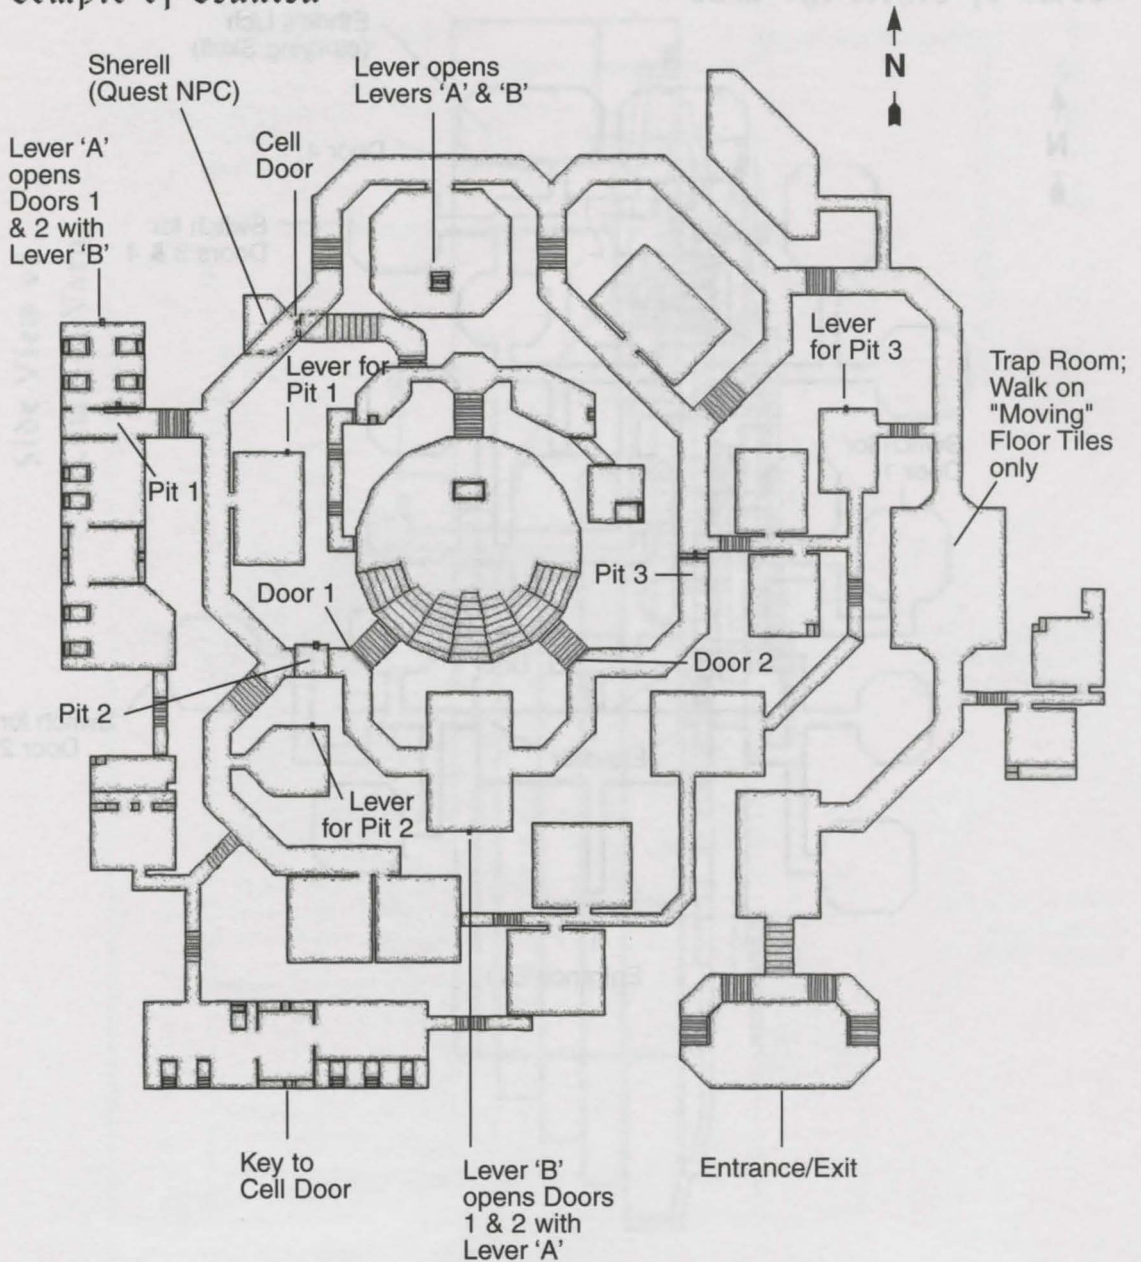 Temple of Tsantsa
N
Sherell
(Quest NPC)
Lever opens
Levers ‘A’ & ‘B’
Cell
Door
Lever ‘A’
opens
Doors 1
& 2 with
Lever ‘B’
Lever for
Pit 1
Lever
for Pit 3
Trap Room;
Walk on
"Moving"
Floor Tiles
only
Pit 1
Pit 3
Door 1
Door 2
Pit 2
Lever
for Pit 2
Key to
Cell Door
Lever ‘B’
opens Doors
1 & 2 with
Lever ‘A’
Entrance/Exit